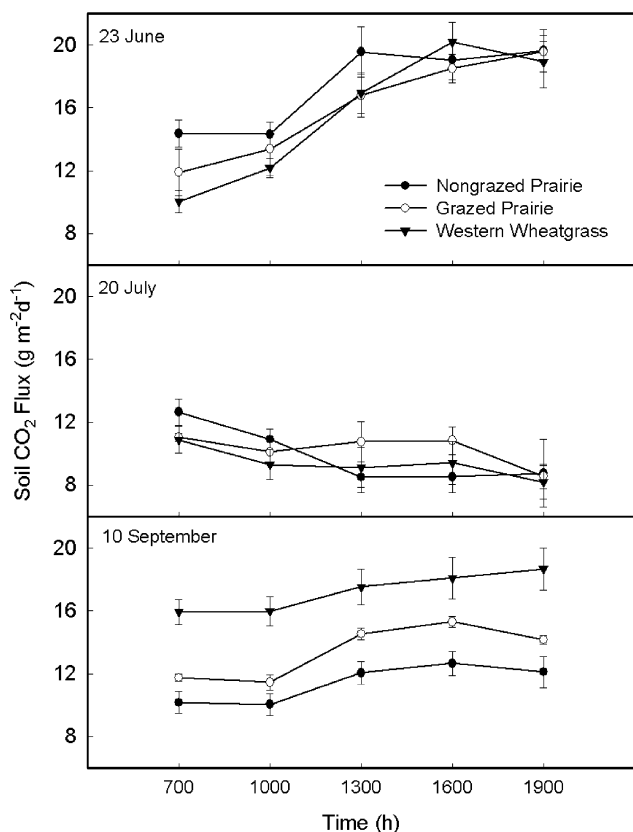 23 June
20
16
12
8
Nongrazed Prairie
Grazed Prairie
Western Wheatgrass
20 July
20
16
12
8
Soil CO₂ Flux (g m⁻²d⁻¹)
10 September
20
16
12
8
700 1000 1300 1600 1900
Time (h)